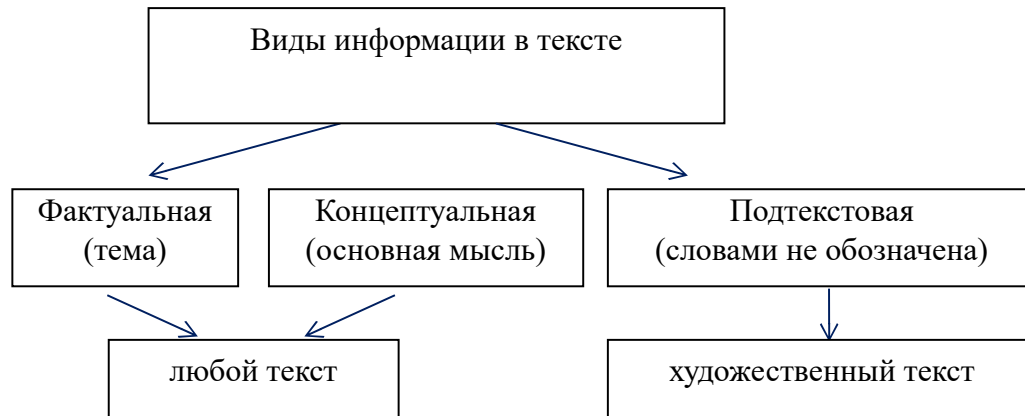 Виды информации в тексте
Фактуальная
(тема)
Концептуальная
(основная мысль)
Подтекстовая
(словами не обозначена)
любой текст
художественный текст